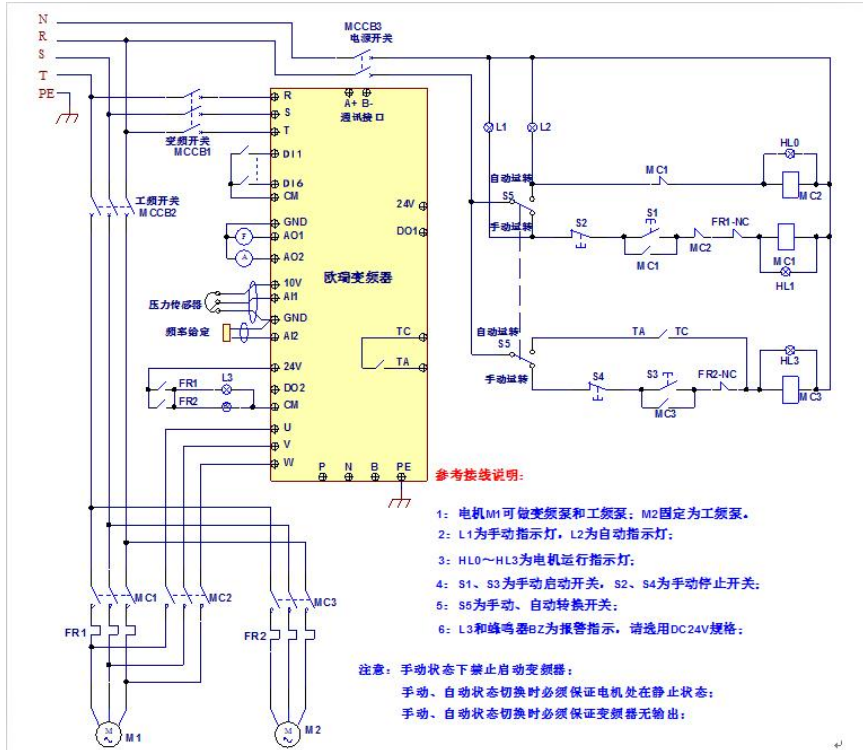 N
R
S
T
PE
MCCB3
电源开关
变频开关
MCCB1
工频开关
MCCB2
R
S
T
DI1
DI6
CM
GND
AO1
AO2
10V
AI1
GND
AI2
24V
DO2
CM
U
V
W
A+ B-
通讯接口
24V
DO1
欧瑞变频器
TC
TA
P N B PE
F
A
压力传感器
频率给定
FR1 L3
FR2
L1
L2
自动运转
S5
手动运转
MC1
HL0
MC2
S2
S1
MC1
MC2
FR1-NC
MC1
HL1
自动运转
S5
手动运转
TA TC
S4
S3
MC3
FR2-NC
HL3
MC3
MC1
MC2
MC3
FR1
FR2
M
M1
M
M2
参考接线说明：
1：电机M1可做变频泵和工频泵；M2固定为工频泵。
2：L1为手动指示灯，L2为自动指示灯；
3：HL0～HL3为电机运行指示灯；
4：S1、S3为手动启动开关，S2、S4为手动停止开关；
5：S5为手动、自动转换开关；
6：L3和蜂鸣器BZ为报警指示，请选用DC24V规格；
注意：手动状态下禁止启动变频器；
手动、自动状态切换时必须保证电机处在静止状态；
手动、自动状态切换时必须保证变频器无输出；